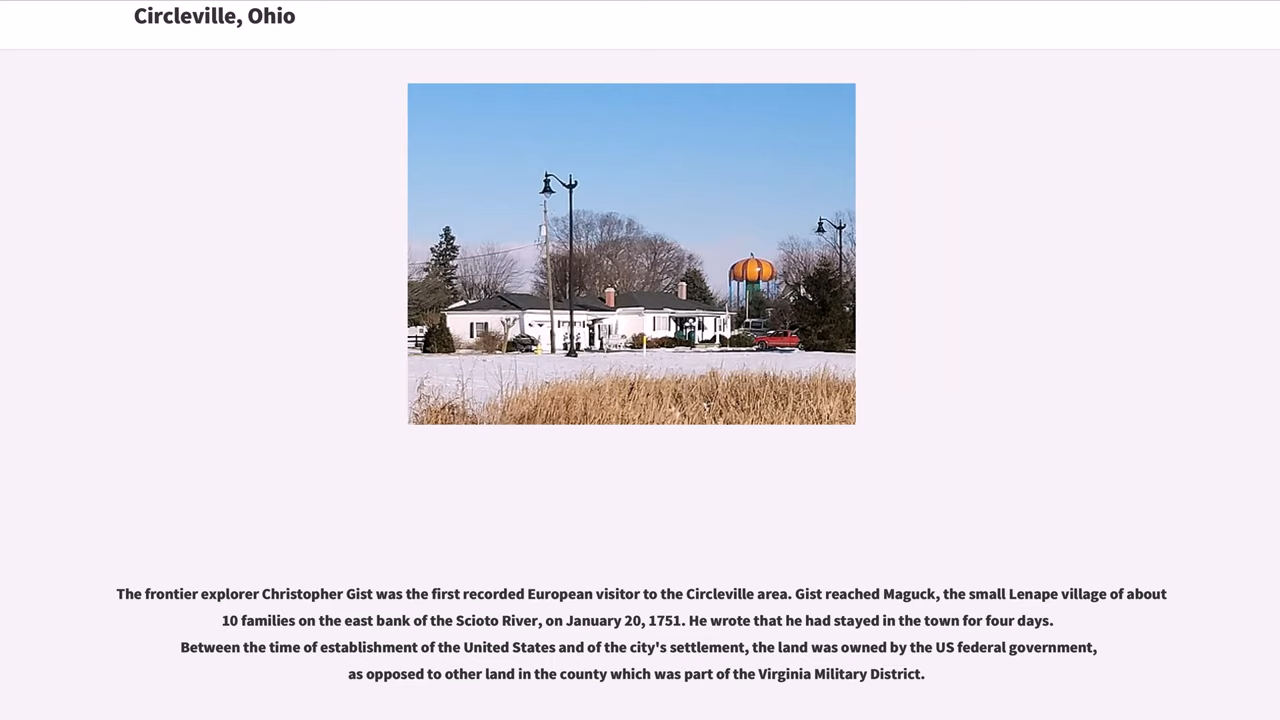 Circleville, Ohio
The frontier explorer Christopher Gist was the first recorded European visitor to the Circleville area. Gist reached Maguck, the small Lenape village of about
10 families on the east bank of the Scioto River, on January 20, 1751. He wrote that he had stayed in the town for four days.
Between the time of establishment of the United States and of the city's settlement, the land was owned by the US federal government,
as opposed to other land in the county which was part of the Virginia Military District.